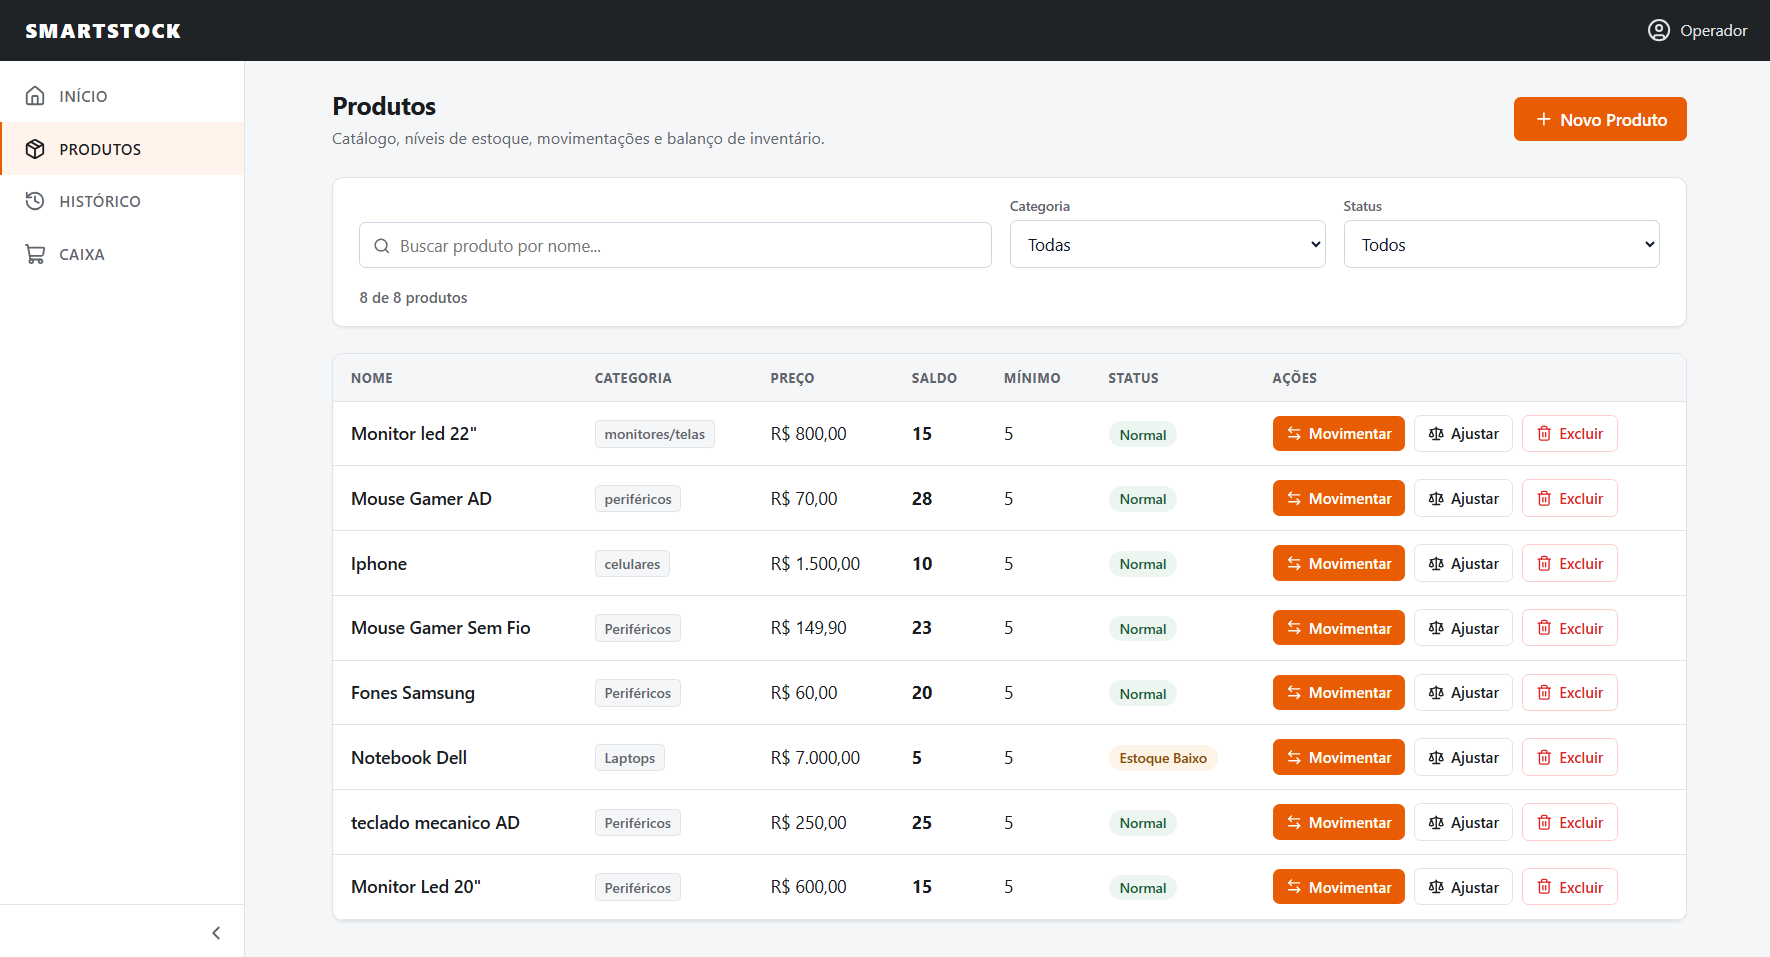 SMARTSTOCK
Operador
INÍCIO
PRODUTOS
HISTÓRICO
CAIXA
Produtos
Catálogo, níveis de estoque, movimentações e balanço de inventário.
+ Novo Produto
Categoria
Status
Buscar produto por nome...
Todas
Todos
8 de 8 produtos
NOME CATEGORIA PREÇO SALDO MÍNIMO STATUS AÇÕES
Monitor led 22" monitores/telas R$ 800,00 15 5 Normal Movimentar Ajustar Excluir
Mouse Gamer AD periféricos R$ 70,00 28 5 Normal Movimentar Ajustar Excluir
Iphone celulares R$ 1.500,00 10 5 Normal Movimentar Ajustar Excluir
Mouse Gamer Sem Fio Periféricos R$ 149,90 23 5 Normal Movimentar Ajustar Excluir
Fones Samsung Periféricos R$ 60,00 20 5 Normal Movimentar Ajustar Excluir
Notebook Dell Laptops R$ 7.000,00 5 5 Estoque Baixo Movimentar Ajustar Excluir
teclado mecanico AD Periféricos R$ 250,00 25 5 Normal Movimentar Ajustar Excluir
Monitor Led 20" Periféricos R$ 600,00 15 5 Normal Movimentar Ajustar Excluir